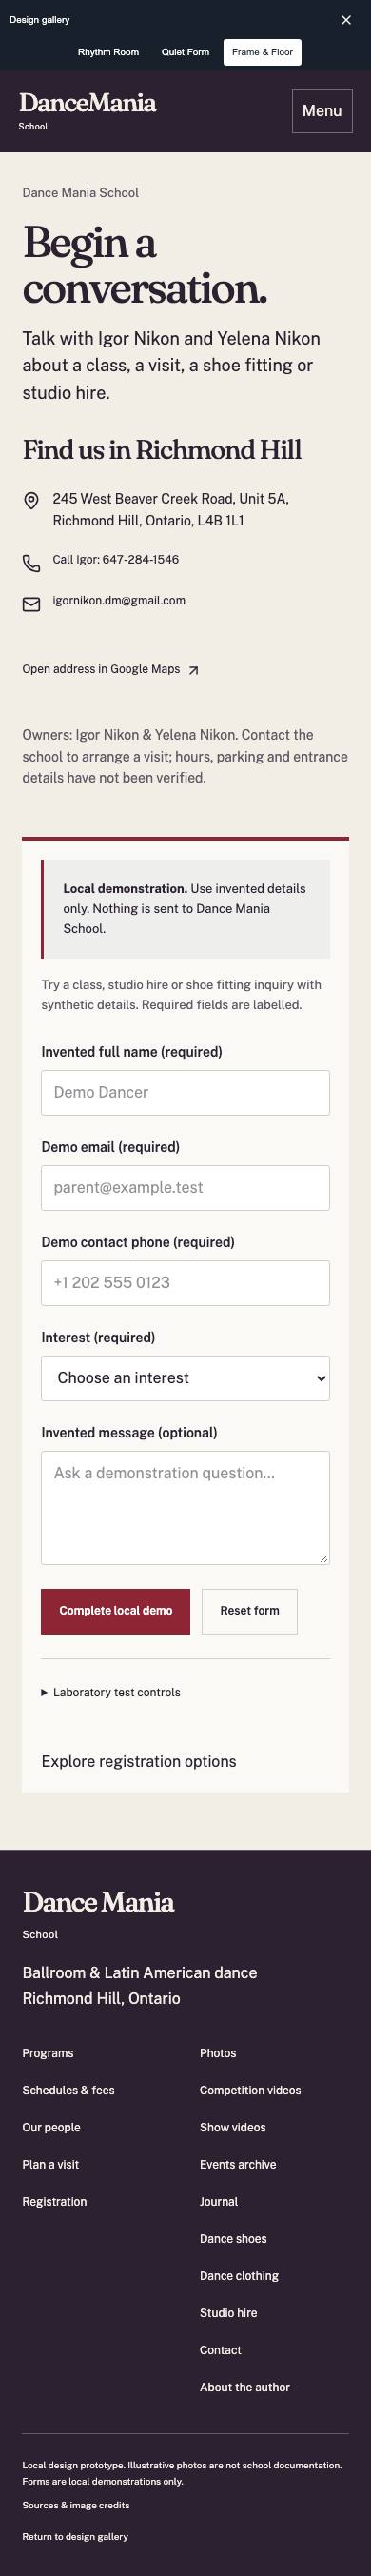 Design gallery
Rhythm Room Quiet Form Frame & Floor
DanceMania
School
Menu
Dance Mania School
Begin a
conversation.
Talk with Igor Nikon and Yelena Nikon
about a class, a visit, a shoe fitting or
studio hire.
Find us in Richmond Hill
245 West Beaver Creek Road, Unit 5A,
Richmond Hill, Ontario, L4B 1L1
Call Igor: 647-284-1546
igornikon.dm@gmail.com
Open address in Google Maps
Owners: Igor Nikon & Yelena Nikon. Contact the
school to arrange a visit; hours, parking and entrance
details have not been verified.
Local demonstration. Use invented details
only. Nothing is sent to Dance Mania
School.
Try a class, studio hire or shoe fitting inquiry with
synthetic details. Required fields are labelled.
Invented full name (required)
Demo Dancer
Demo email (required)
parent@example.test
Demo contact phone (required)
+1 202 555 0123
Interest (required)
Choose an interest
Invented message (optional)
Ask a demonstration question...
Complete local demo Reset form
Laboratory test controls
Explore registration options
Dance Mania
School
Ballroom & Latin American dance
Richmond Hill, Ontario
Programs
Schedules & fees
Our people
Plan a visit
Registration
Photos
Competition videos
Show videos
Events archive
Journal
Dance shoes
Dance clothing
Studio hire
Contact
About the author
Local design prototype. Illustrative photos are not school documentation.
Forms are local demonstrations only.
Sources & image credits
Return to design gallery